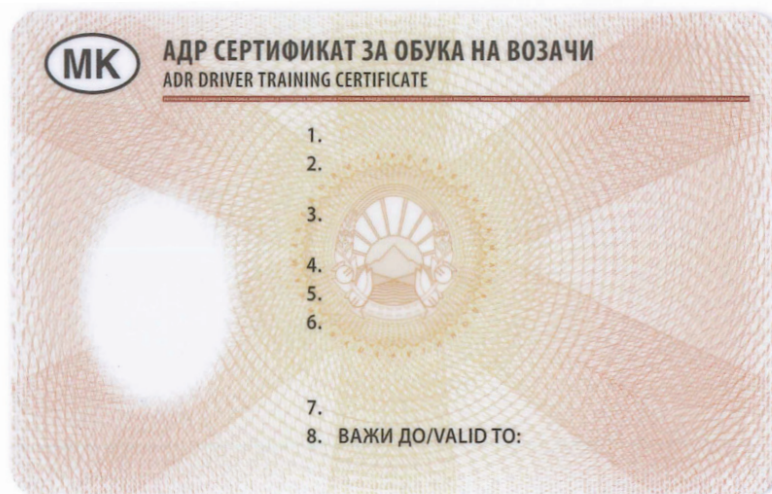 MK
АДР СЕРТИФИКАТ ЗА ОБУКА НА ВОЗАЧИ
ADR DRIVER TRAINING CERTIFICATE
1.
2.
3.
4.
5.
6.
7.
8. ВАЖИ ДО/VALID TO: